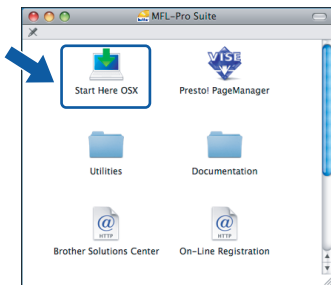 MFL-Pro Suite
Start Here OSX
VISE
Presto! PageManager
Utilities
Documentation
@
HTTP
Brother Solutions Center
@
HTTP
On-Line Registration